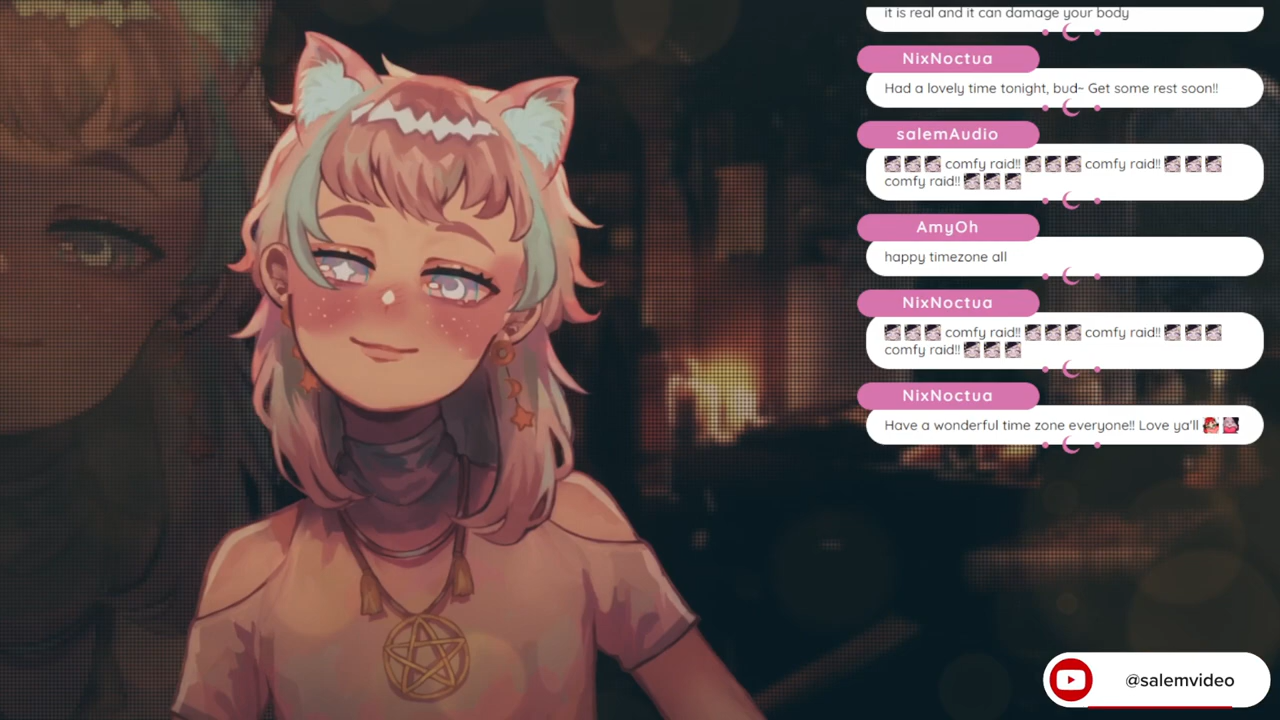 it is real and it can damage your body
NixNoctua
Had a lovely time tonight, bud~ Get some rest soon!!
salemAudio
comfy raid!! comfy raid!!
comfy raid!!
AmyOh
happy timezone all
NixNoctua
comfy raid!! comfy raid!!
comfy raid!!
NixNoctua
Have a wonderful time zone everyone!! Love ya'll
@salemvideo